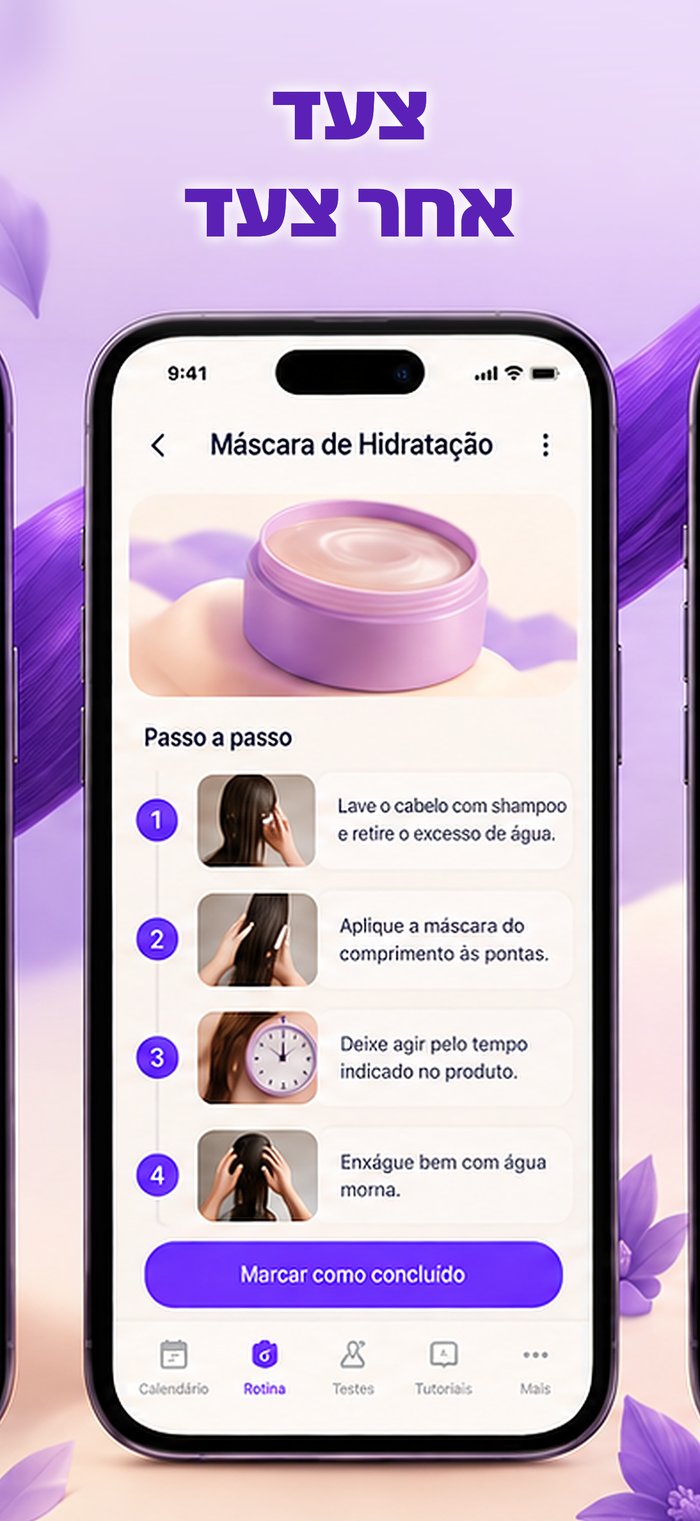 צעד
אחר צעד
9:41
Máscara de Hidratação
Passo a passo
1
Lave o cabelo com shampoo
e retire o excesso de água.
2
Aplique a máscara do
comprimento às pontas.
3
Deixe agir pelo tempo
indicado no produto.
4
Enxágue bem com água
morna.
Marcar como concluído
Calendário
Rotina
Testes
Tutoriais
Mais